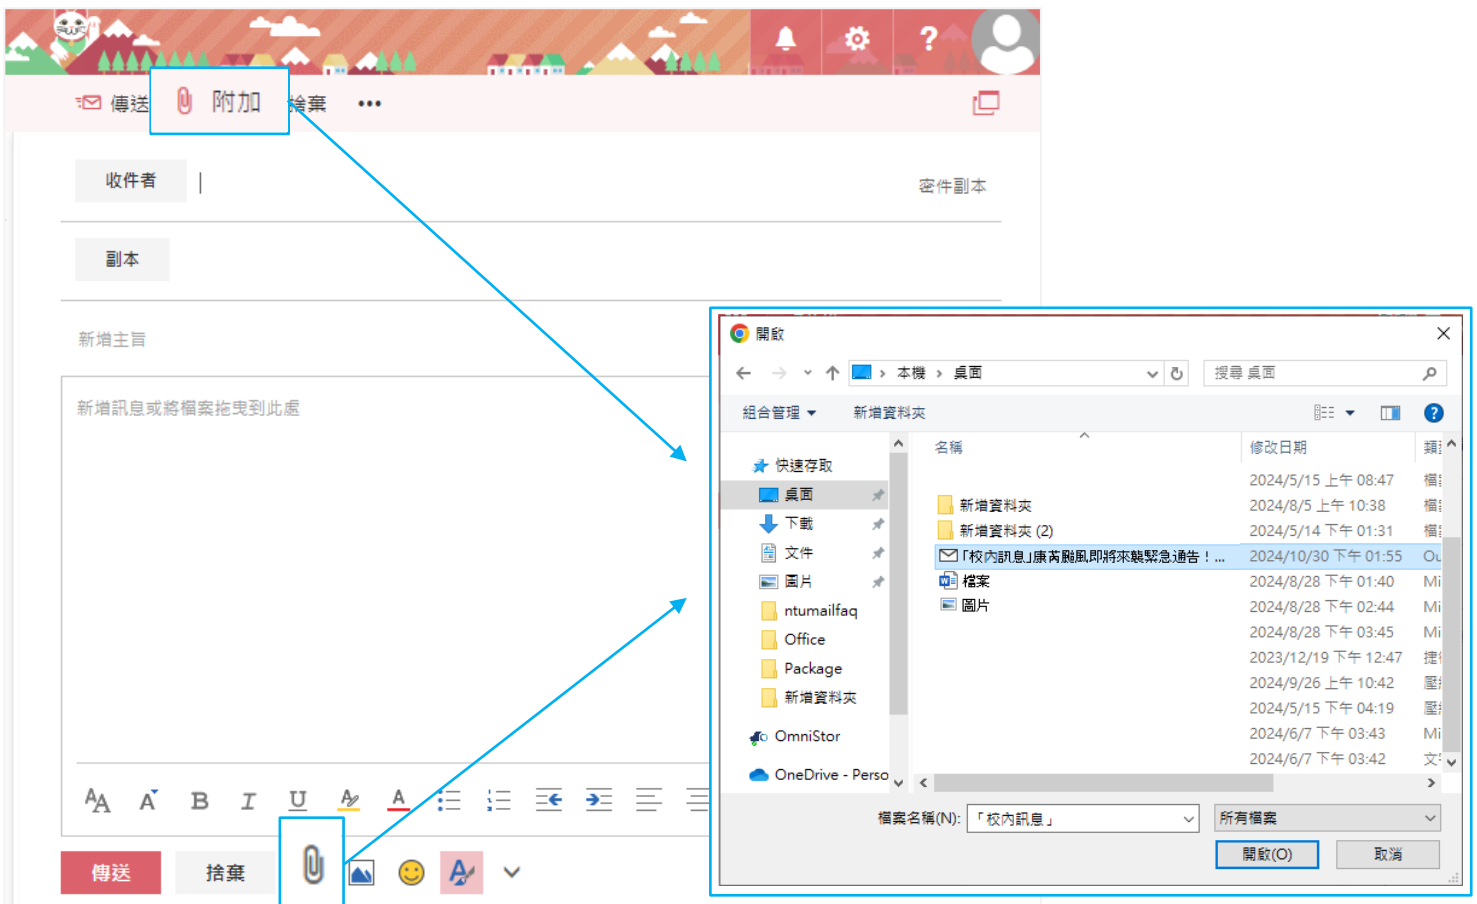 傳送 附加 捨棄 •••
收件者 密件副本
副本
新增主旨
新增訊息或將檔案拖曳到此處
AA A B I U A A
傳送 捨棄
開啟
本機 › 桌面 搜尋 桌面
組合管理 新增資料夾
名稱 修改日期
快速存取
桌面
下載
文件
圖片
ntumailfaq
Office
Package
新增資料夾
OmniStor
OneDrive - Perso
2024/5/15 上午 08:47
新增資料夾 2024/8/5 上午 10:38
新增資料夾 (2) 2024/5/14 下午 01:31
「校內訊息」康芮颱風即將來襲緊急通告！... 2024/10/30 下午 01:55 Ou
檔案 2024/8/28 下午 01:40 Mi
圖片 2024/8/28 下午 02:44 Mi
2024/8/28 下午 03:45 Mi
2023/12/19 下午 12:47
2024/9/26 上午 10:42
2024/5/15 下午 04:19
2024/6/7 下午 03:43 Mi
2024/6/7 下午 03:42
檔案名稱(N): 「校內訊息」 所有檔案
開啟(O) 取消